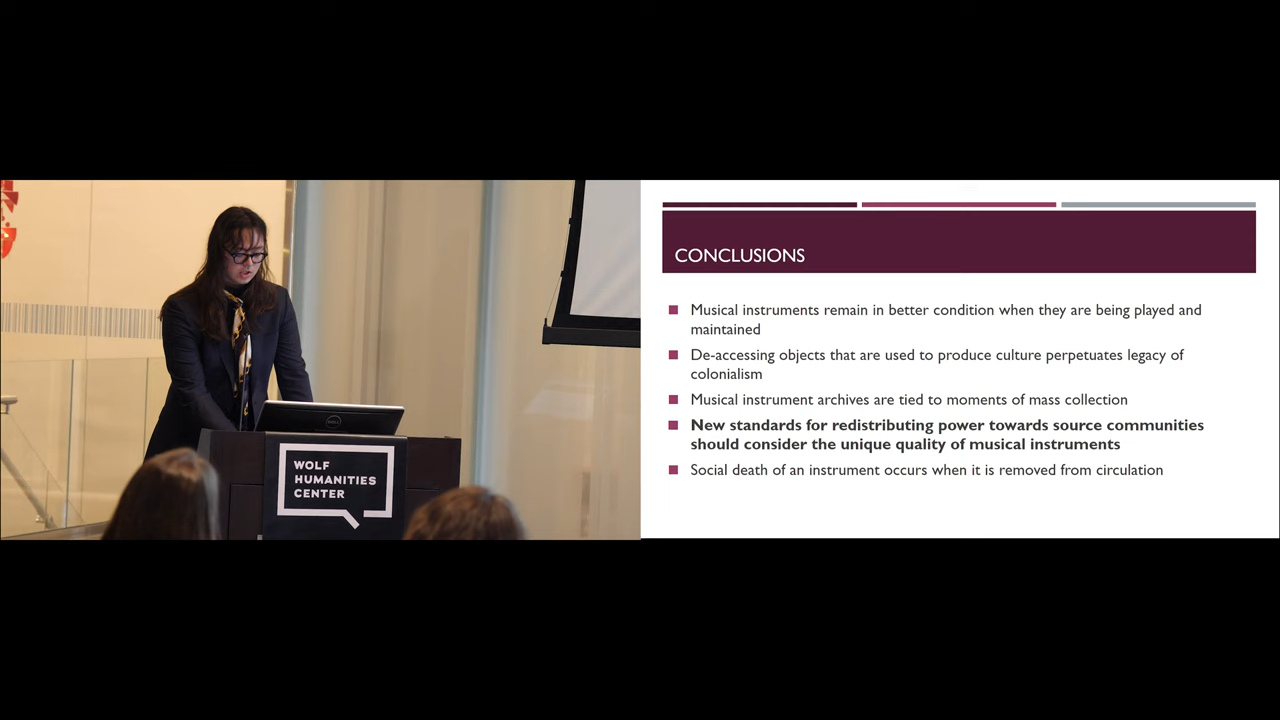 WOLF
HUMANITIES
CENTER
CONCLUSIONS
Musical instruments remain in better condition when they are being played and
maintained
De-accessing objects that are used to produce culture perpetuates legacy of
colonialism
Musical instrument archives are tied to moments of mass collection
New standards for redistributing power towards source communities
should consider the unique quality of musical instruments
Social death of an instrument occurs when it is removed from circulation